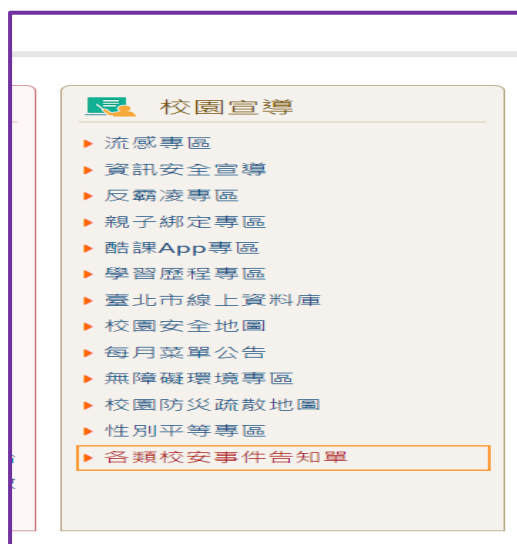 校園宣導
流感專區
資訊安全宣導
反霸凌專區
親子綁定專區
酷課App專區
學習歷程專區
臺北市線上資料庫
校園安全地圖
每月菜單公告
無障礙環境專區
校園防災疏散地圖
性別平等專區
各類校安事件告知單